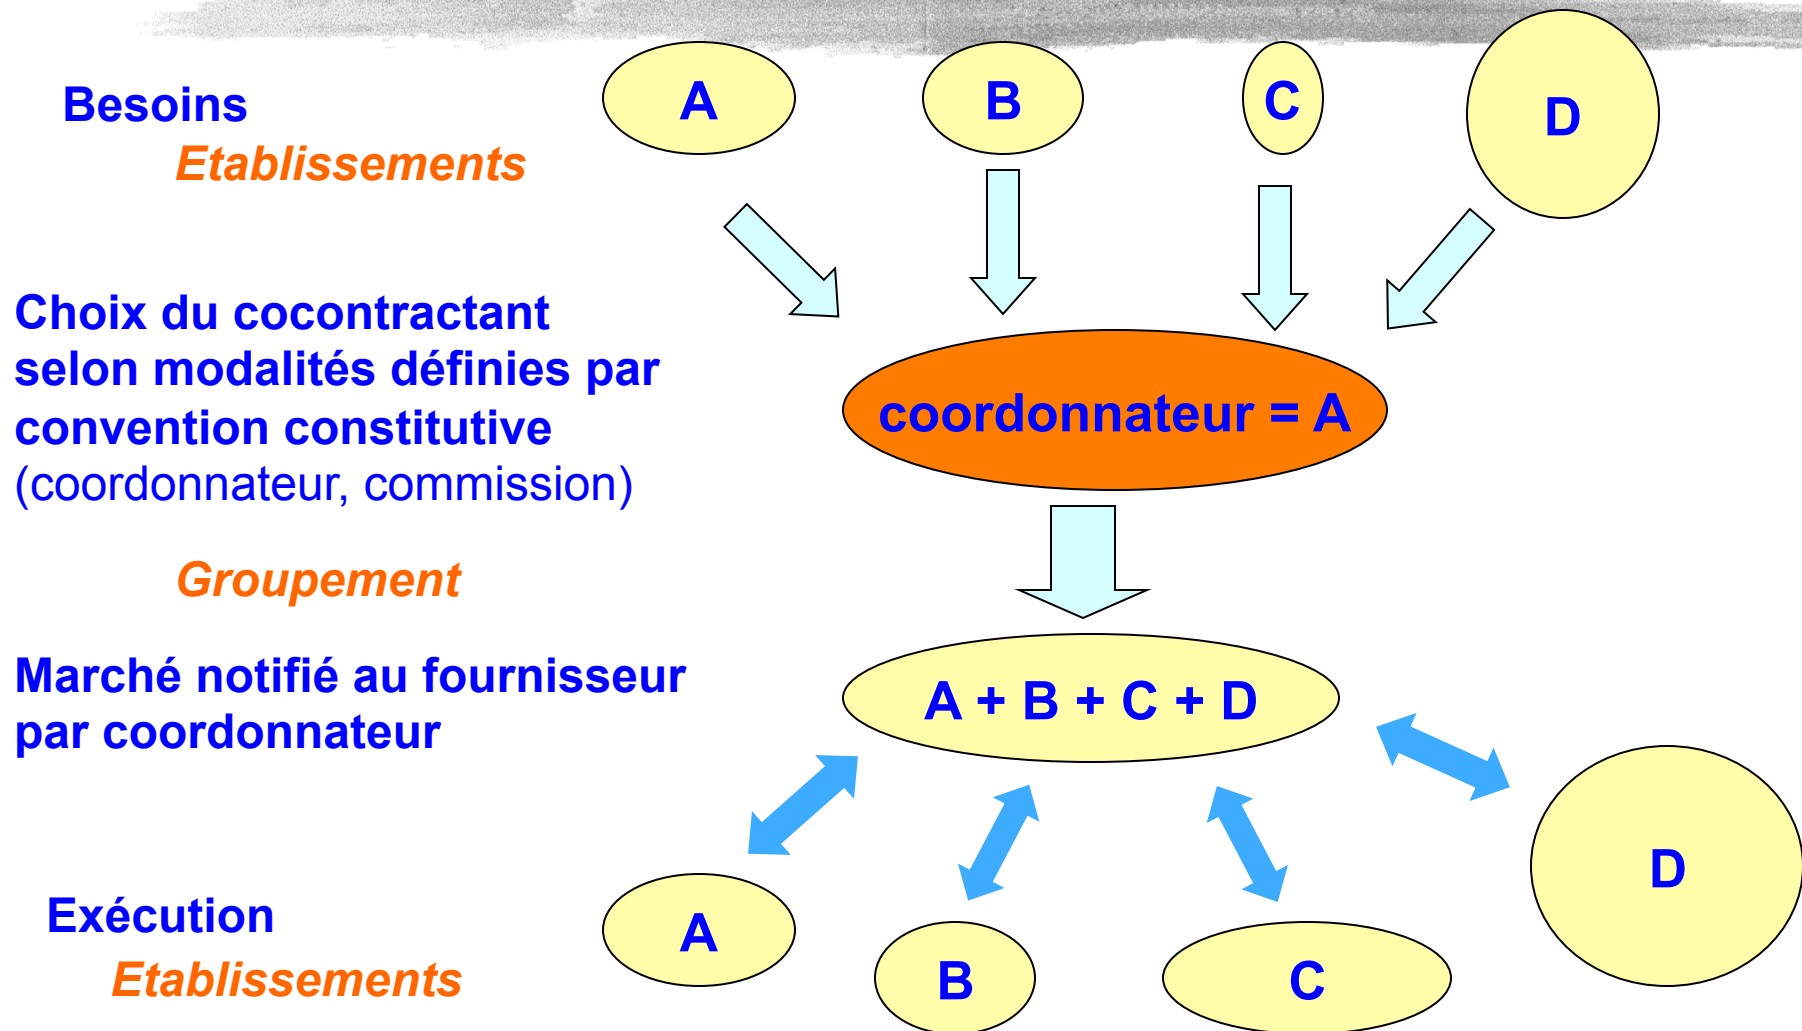 Besoins
Etablissements
A
B
C
D
Choix du cocontractant
selon modalités définies par
convention constitutive
(coordonnateur, commission)
coordonnateur = A
Groupement
Marché notifié au fournisseur
par coordonnateur
A + B + C + D
Exécution
Etablissements
A
B
C
D